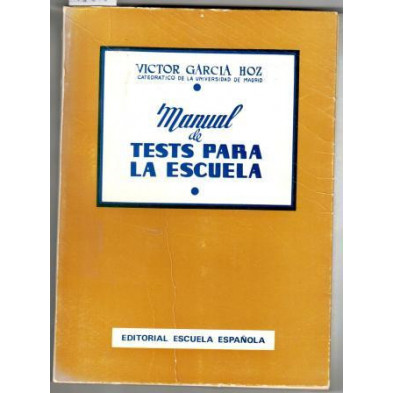 VICTOR GARCIA HOZ
CATEDRATICO DE LA UNIVERSIDAD DE MADRID
Manual
de
TESTS PARA
LA ESCUELA
EDITORIAL ESCUELA ESPAÑOLA